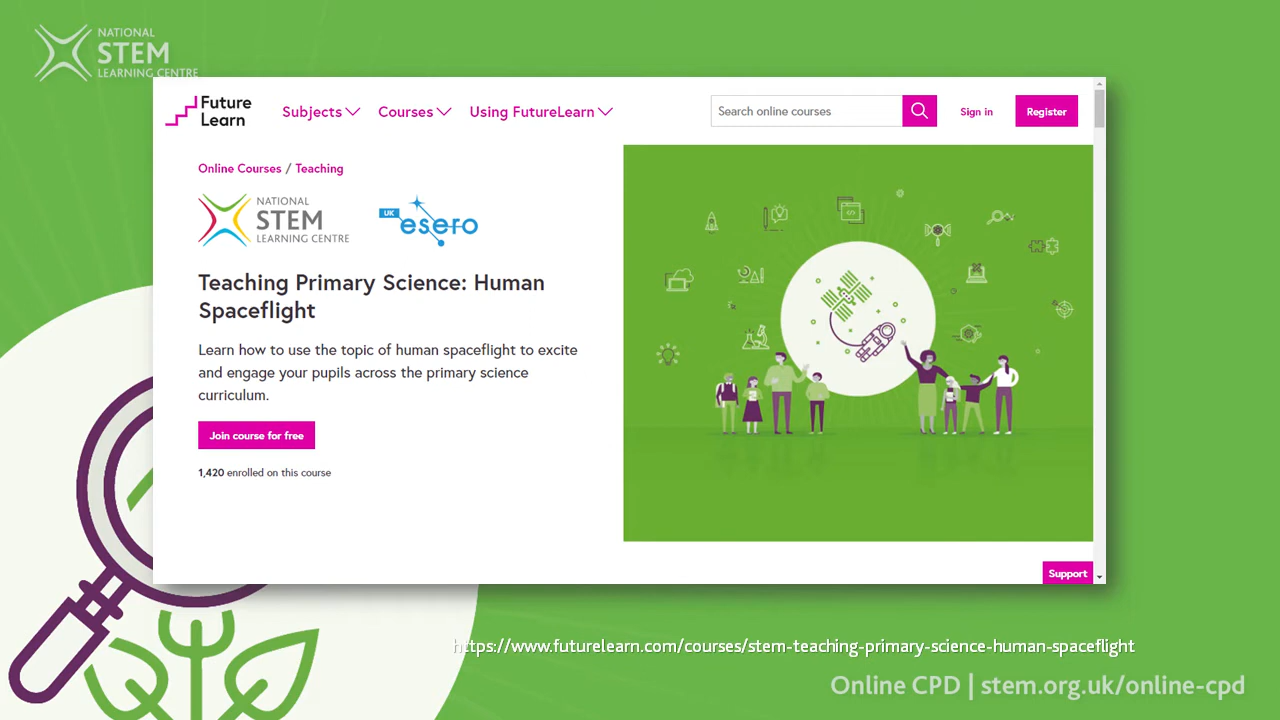 NATIONAL
STEM
LEARNING CENTRE
Future
Learn
Subjects
Courses
Using FutureLearn
Search online courses
Sign in
Register
Online Courses / Teaching
NATIONAL
STEM
LEARNING CENTRE
UK
esero
Teaching Primary Science: Human
Spaceflight
Learn how to use the topic of human spaceflight to excite
and engage your pupils across the primary science
curriculum.
Join course for free
1,420 enrolled on this course
Support
https://www.futurelearn.com/courses/stem-teaching-primary-science-human-spaceflight
Online CPD | stem.org.uk/online-cpd